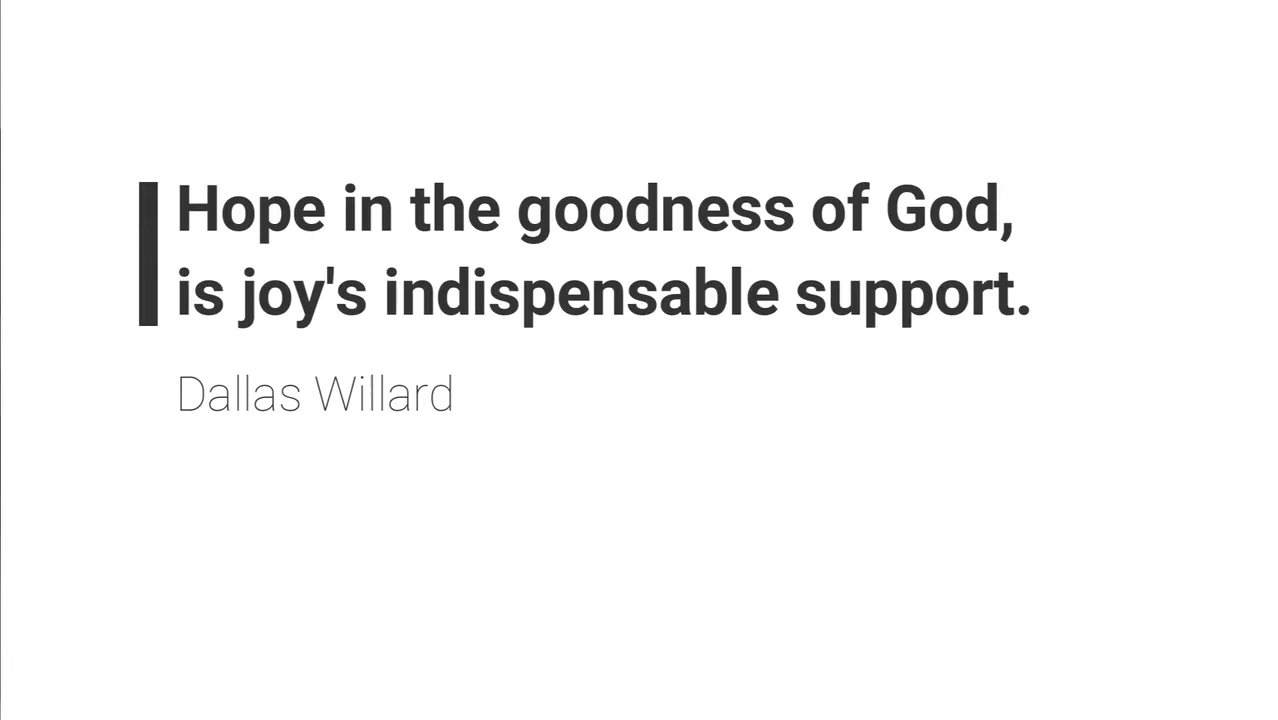 Hope in the goodness of God,
is joy's indispensable support.
Dallas Willard